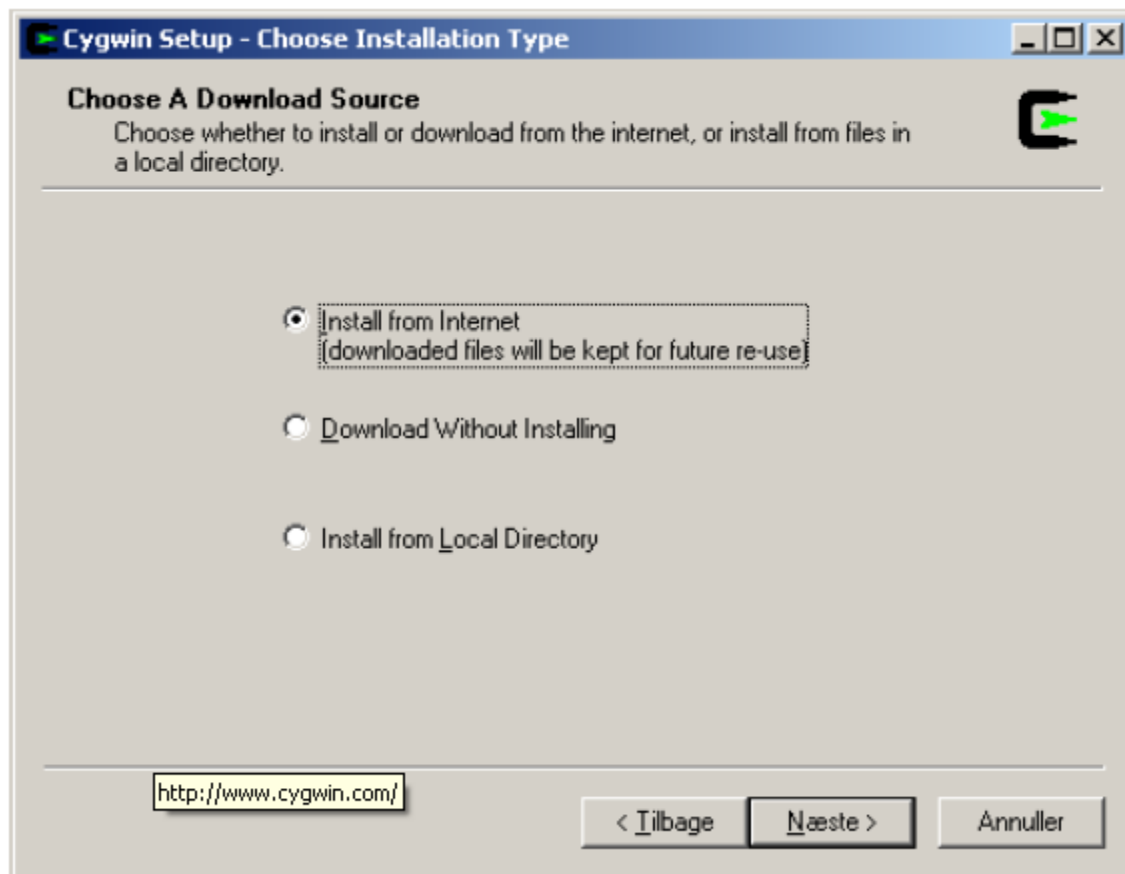 Cygwin Setup - Choose Installation Type
Choose A Download Source
Choose whether to install or download from the internet, or install from files in
a local directory.
Install from Internet
(downloaded files will be kept for future re-use)
Download Without Installing
Install from Local Directory
http://www.cygwin.com/
< Tilbage
Næste >
Annuller